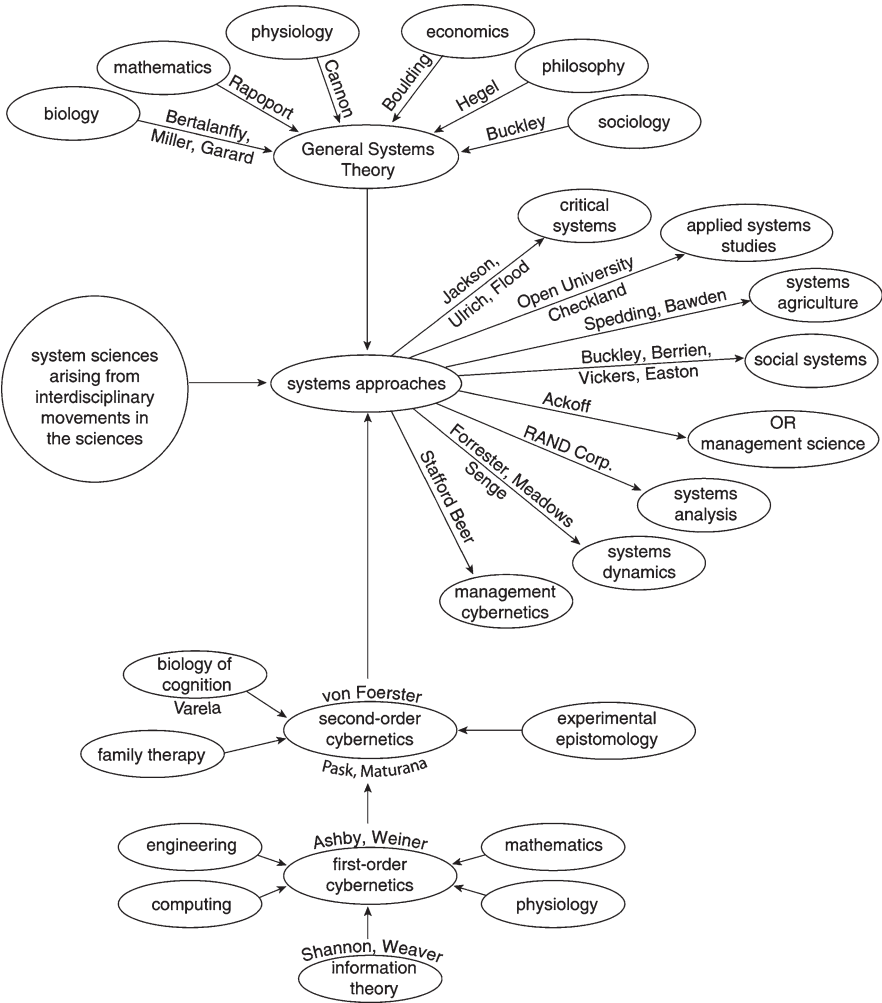 physiology
economics
mathematics
philosophy
biology
sociology
Rapoport
Cannon
Boulding
Hegel
Bertalanffy,
Miller, Garard
Buckley
General Systems
Theory
critical
systems
applied systems
studies
Jackson,
Ulrich, Flood
Open University
Checkland
systems
agriculture
Spedding, Bawden
system sciences
arising from
interdisciplinary
movements in
the sciences
systems approaches
Buckley, Berrien,
Vickers, Easton
social systems
Ackoff
OR
management science
RAND Corp.
systems
analysis
Forrester, Meadows
Senge
systems
dynamics
Stafford Beer
management
cybernetics
biology of
cognition
Varela
family therapy
von Foerster
second-order
cybernetics
Pask, Maturana
experimental
epistomology
engineering
computing
Ashby, Weiner
first-order
cybernetics
mathematics
physiology
Shannon, Weaver
information
theory